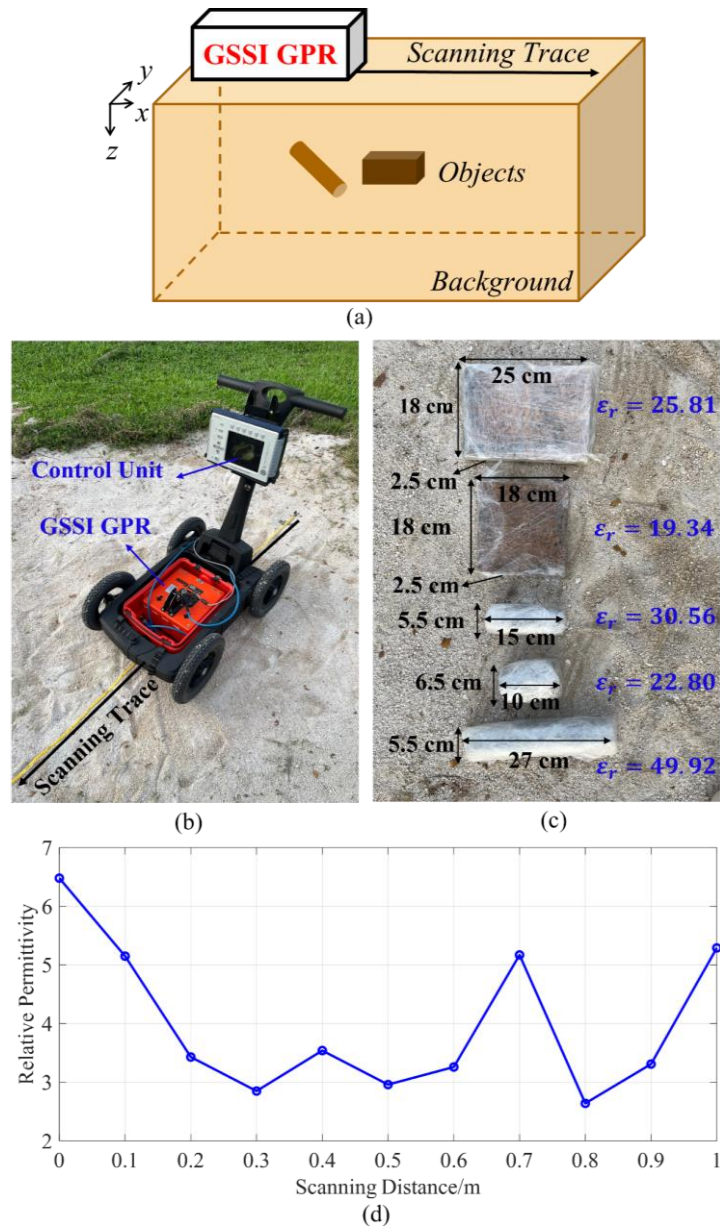 GSSI GPR
Scanning Trace
y
x
z
Objects
Background
(a)
Control Unit
GSSI GPR
Scanning Trace
(b)
25 cm
18 cm
εr = 25.81
2.5 cm
18 cm
18 cm
εr = 19.34
2.5 cm
5.5 cm
εr = 30.56
15 cm
6.5 cm
εr = 22.80
10 cm
5.5 cm
27 cm
εr = 49.92
(c)
7
6
5
4
3
2
Relative Permittivity
0 0.1 0.2 0.3 0.4 0.5 0.6 0.7 0.8 0.9 1
Scanning Distance/m
(d)